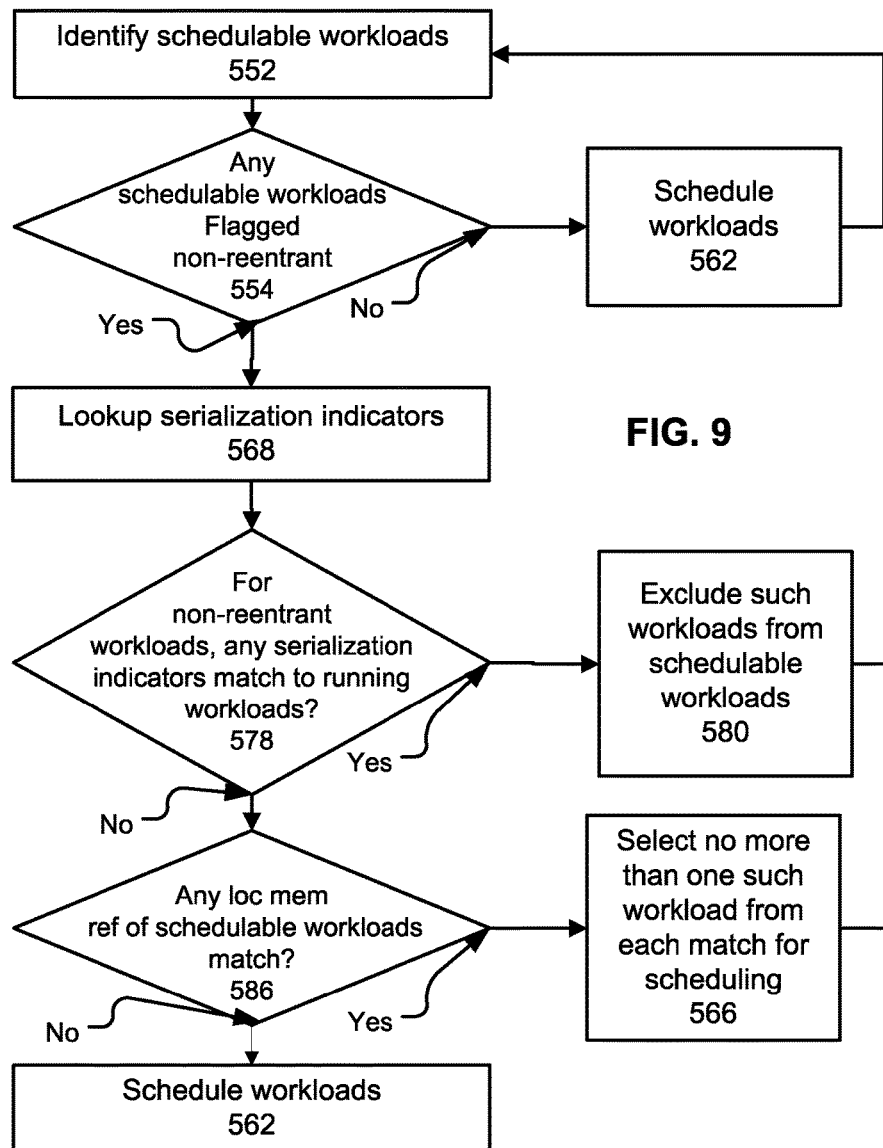 Identify schedulable workloads
552
Any
schedulable workloads
Flagged
non-reentrant
554
Schedule
workloads
562
No
Yes
Lookup serialization indicators
568
FIG. 9
For
non-reentrant
workloads, any serialization
indicators match to running
workloads?
578
Exclude such
workloads from
schedulable
workloads
580
Yes
No
Any loc mem
ref of schedulable workloads
match?
586
Select no more
than one such
workload from
each match for
scheduling
566
No
Yes
Schedule workloads
562